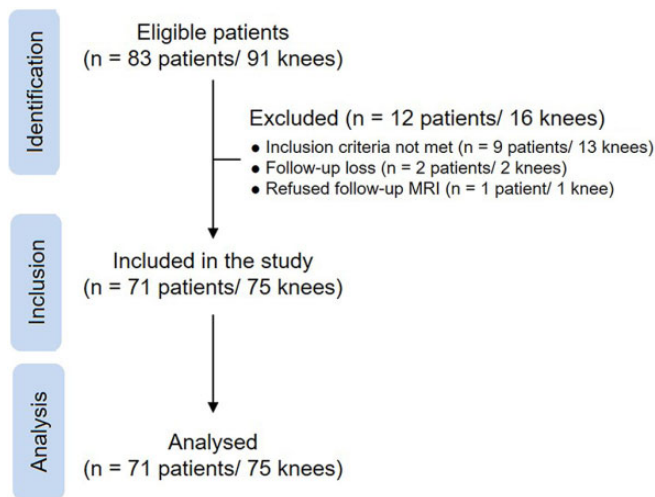 Identification
Eligible patients
(n = 83 patients/ 91 knees)
Excluded (n = 12 patients/ 16 knees)
● Inclusion criteria not met (n = 9 patients/ 13 knees)
● Follow-up loss (n = 2 patients/ 2 knees)
● Refused follow-up MRI (n = 1 patient/ 1 knee)
Inclusion
Included in the study
(n = 71 patients/ 75 knees)
Analysis
Analysed
(n = 71 patients/ 75 knees)